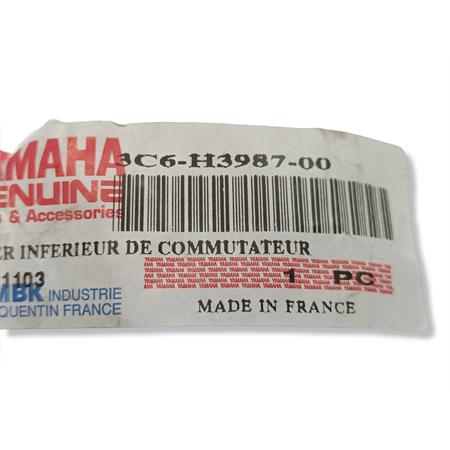 YAMAHA
GENUINE
& Accessories
3C6-H3987-00
ER INFERIEUR DE COMMUTATEUR
1103
1 PC
MBK INDUSTRIE
QUENTIN FRANCE
MADE IN FRANCE